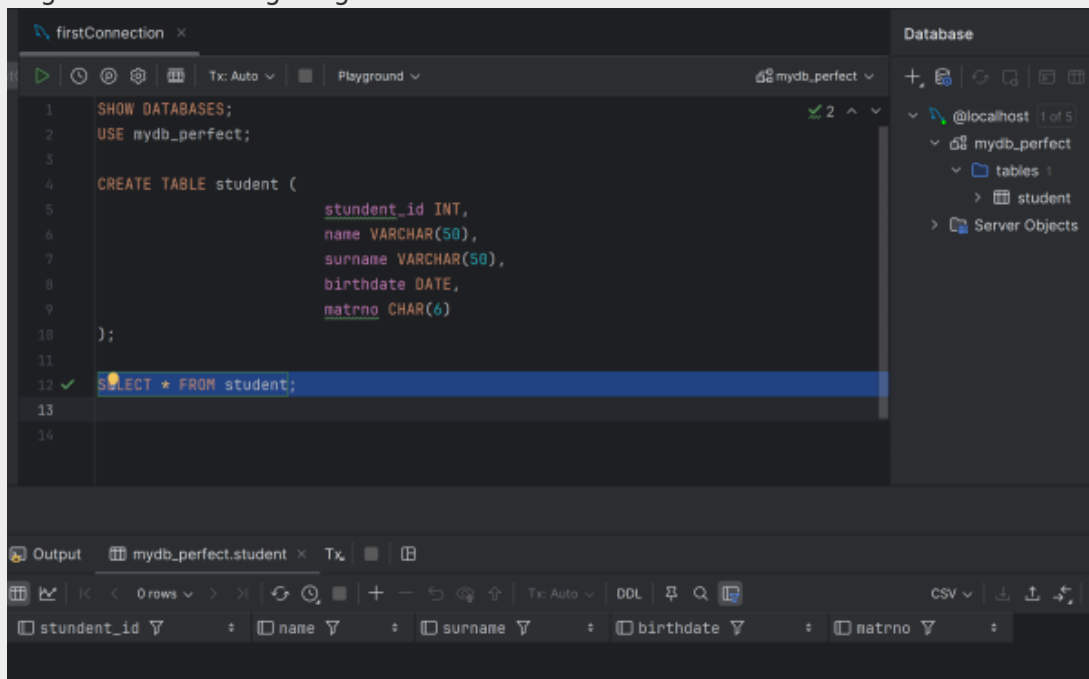 firstConnection
Database
Tx: Auto
Playground
mydb_perfect
1 SHOW DATABASES;
2
2 USE mydb_perfect;
3
4 CREATE TABLE student (
5 stundent_id INT,
6 name VARCHAR(50),
7 surname VARCHAR(50),
8 birthdate DATE,
9 matrno CHAR(6)
10 );
11
12 SELECT * FROM student;
13
14
@localhost 1 of 5
mydb_perfect
tables 1
student
Server Objects
Output
mydb_perfect.student
Tx
0 rows
Tx: Auto
DDL
CSV
stundent_id
name
surname
birthdate
matrno